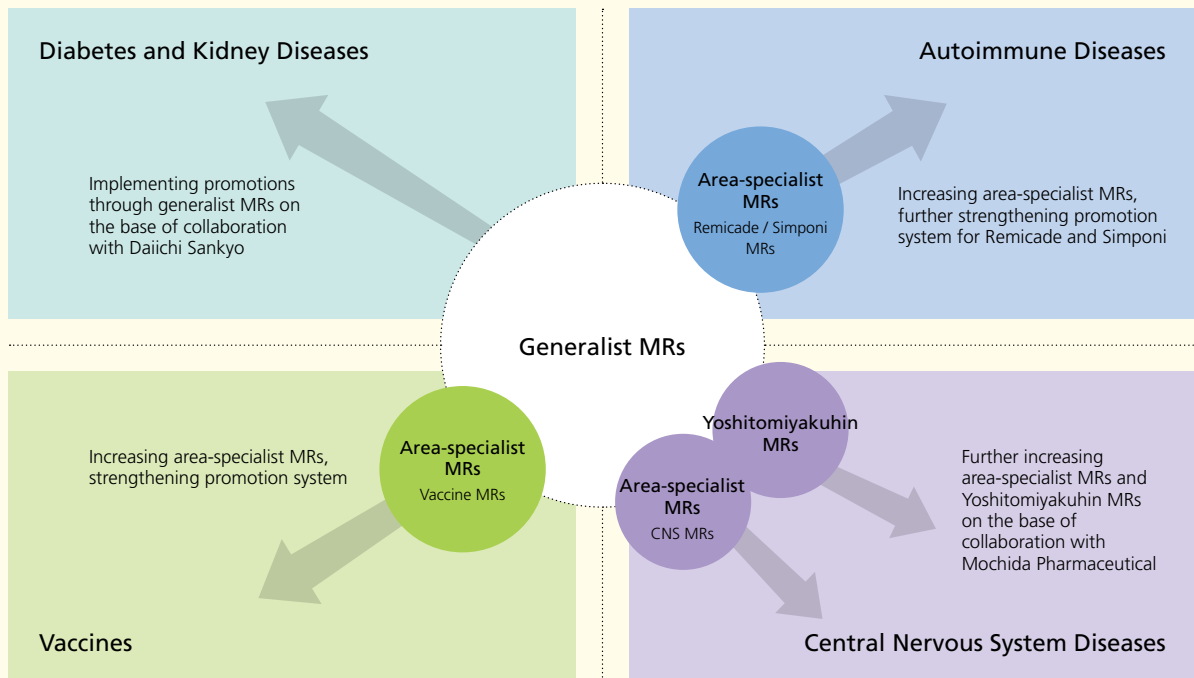 Diabetes and Kidney Diseases
Implementing promotions
through generalist MRs on
the base of collaboration
with Daiichi Sankyo
Autoimmune Diseases
Area-specialist
MRs
Remicade / Simponi
MRs
Increasing area-specialist MRs,
further strengthening promotion
system for Remicade and Simponi
Generalist MRs
Increasing area-specialist MRs,
strengthening promotion system
Area-specialist
MRs
Vaccine MRs
Vaccines
Yoshitomiyakuhin
MRs
Area-specialist
MRs
CNS MRs
Further increasing
area-specialist MRs and
Yoshitomiyakuhin MRs
on the base of
collaboration with
Mochida Pharmaceutical
Central Nervous System Diseases